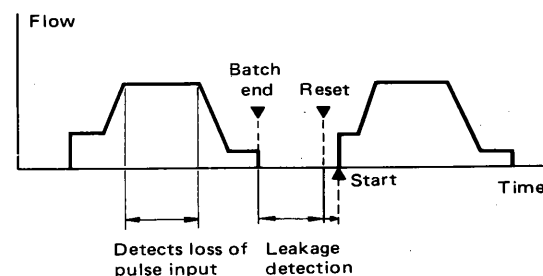 Flow
Batch
end
Reset
Start
Time
Detects loss of
pulse input
Leakage
detection